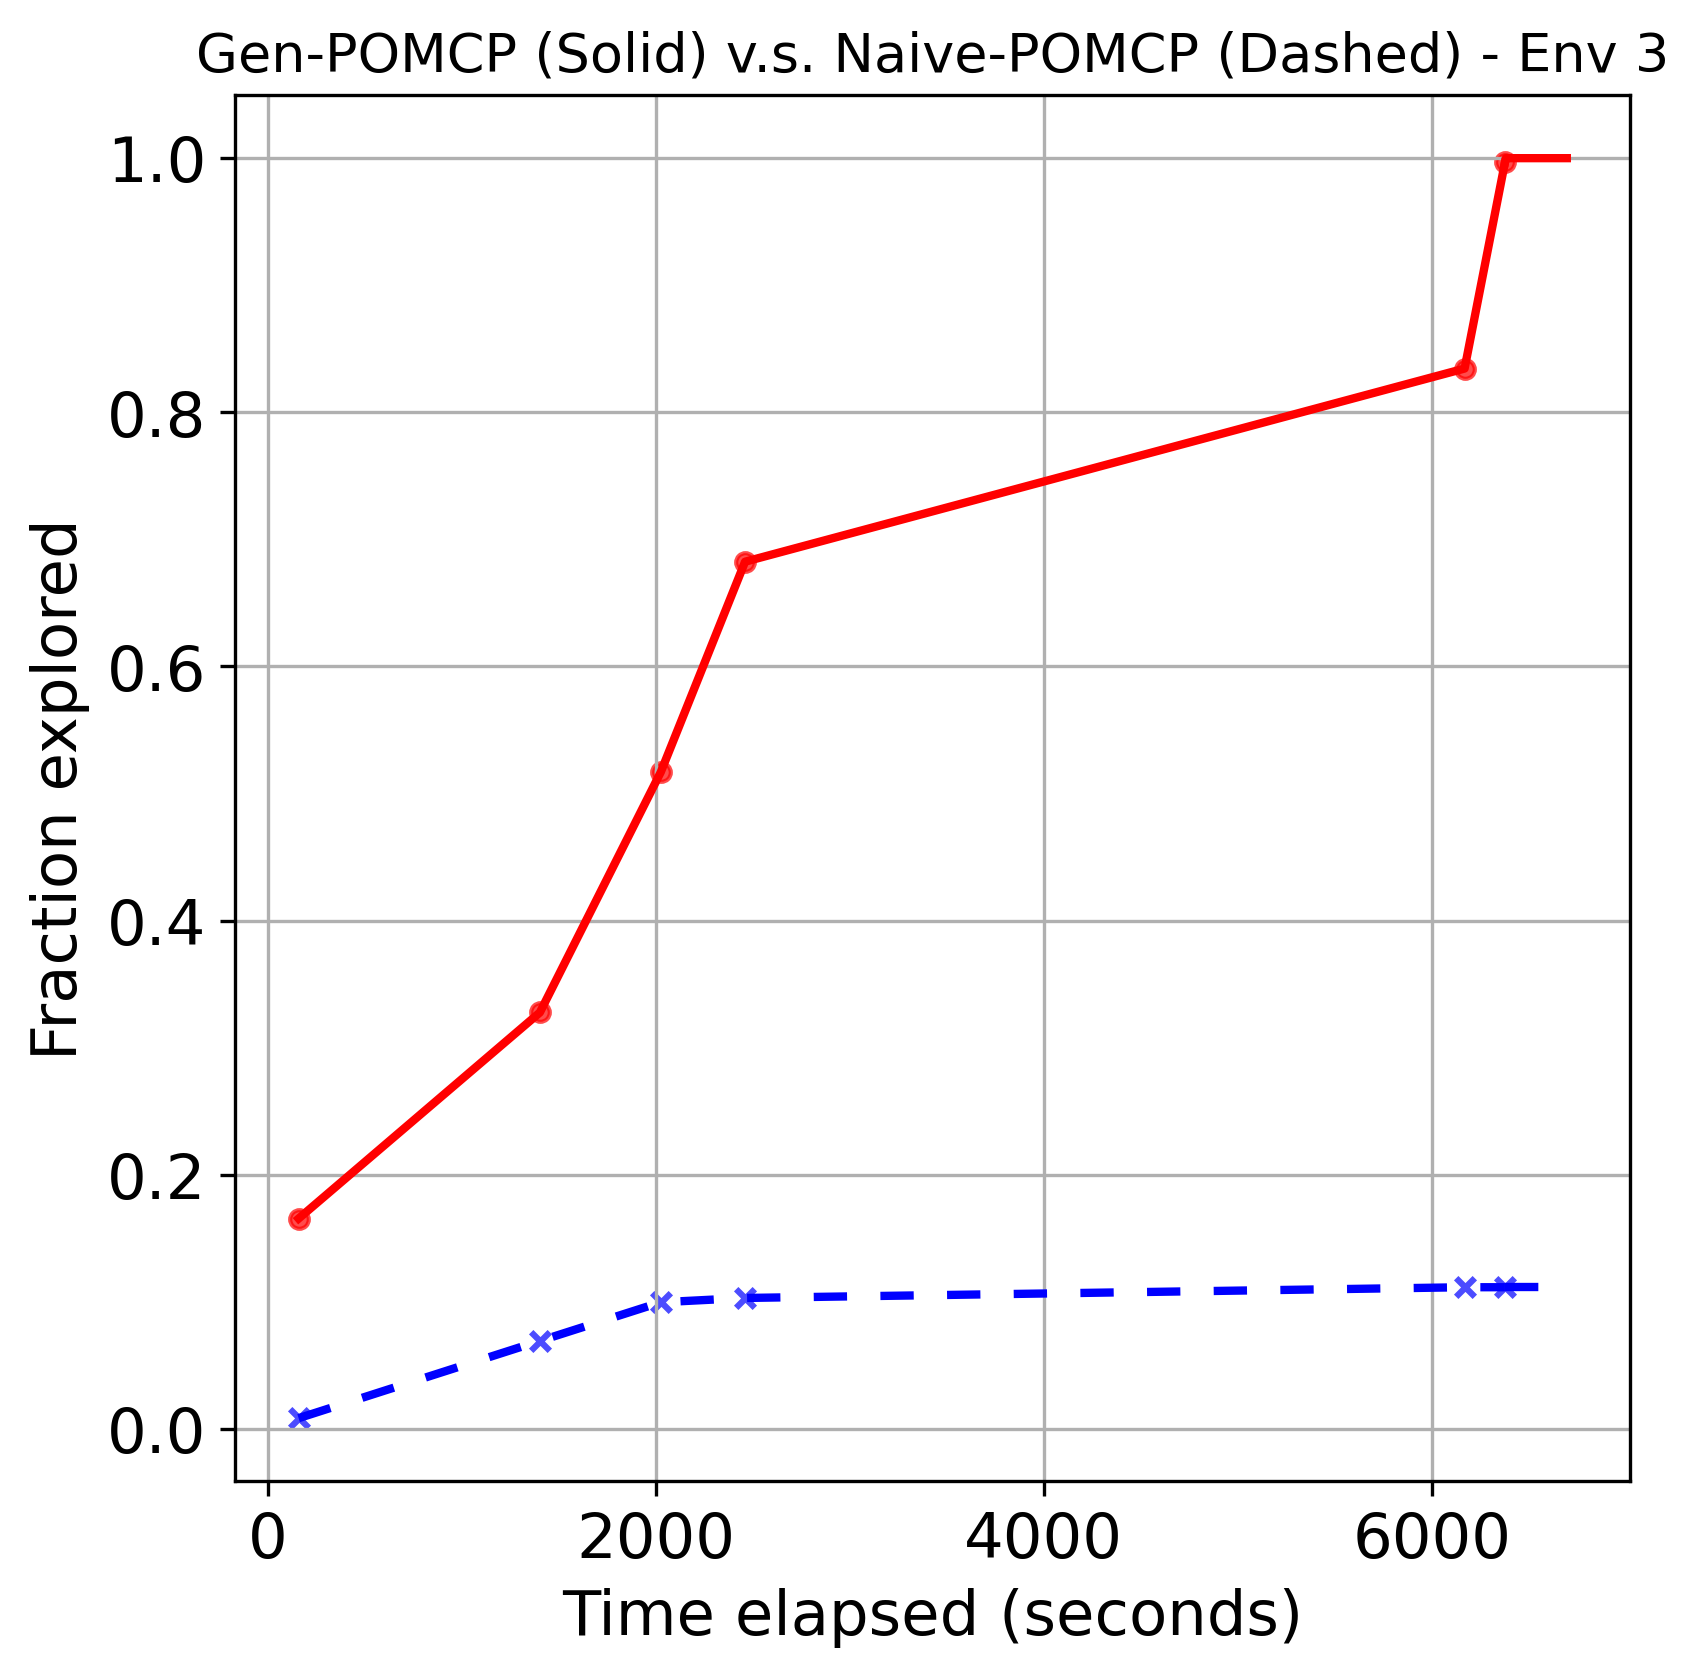 Gen-POMCP (Solid) v.s. Naive-POMCP (Dashed) - Env 3
1.0
0.8
0.6
0.4
0.2
0.0
Fraction explored
0 2000 4000 6000
Time elapsed (seconds)